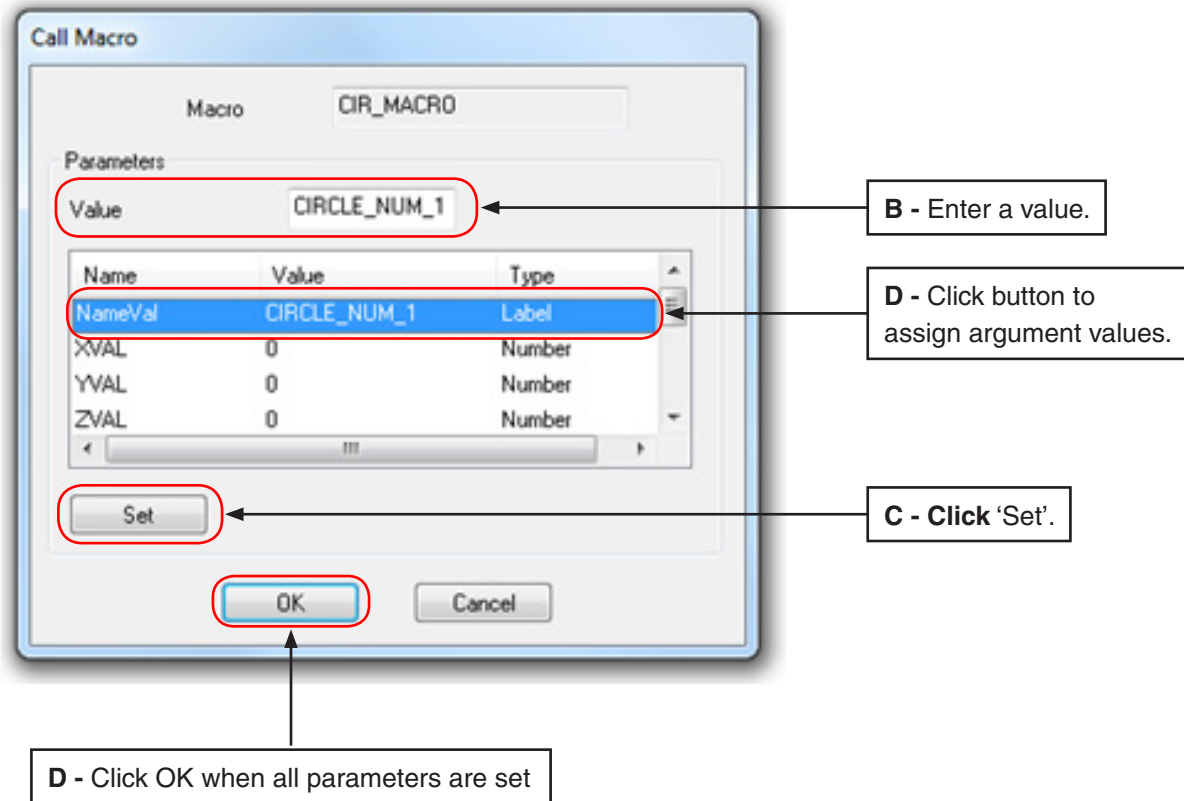 Call Macro
Macro CIR_MACRO
Parameters
Value CIRCLE_NUM_1
B - Enter a value.
Name Value Type
NameVal CIRCLE_NUM_1 Label
D - Click button to
assign argument values.
XVAL 0 Number
YVAL 0 Number
ZVAL 0 Number
Set
C - Click ‘Set’.
OK Cancel
D - Click OK when all parameters are set